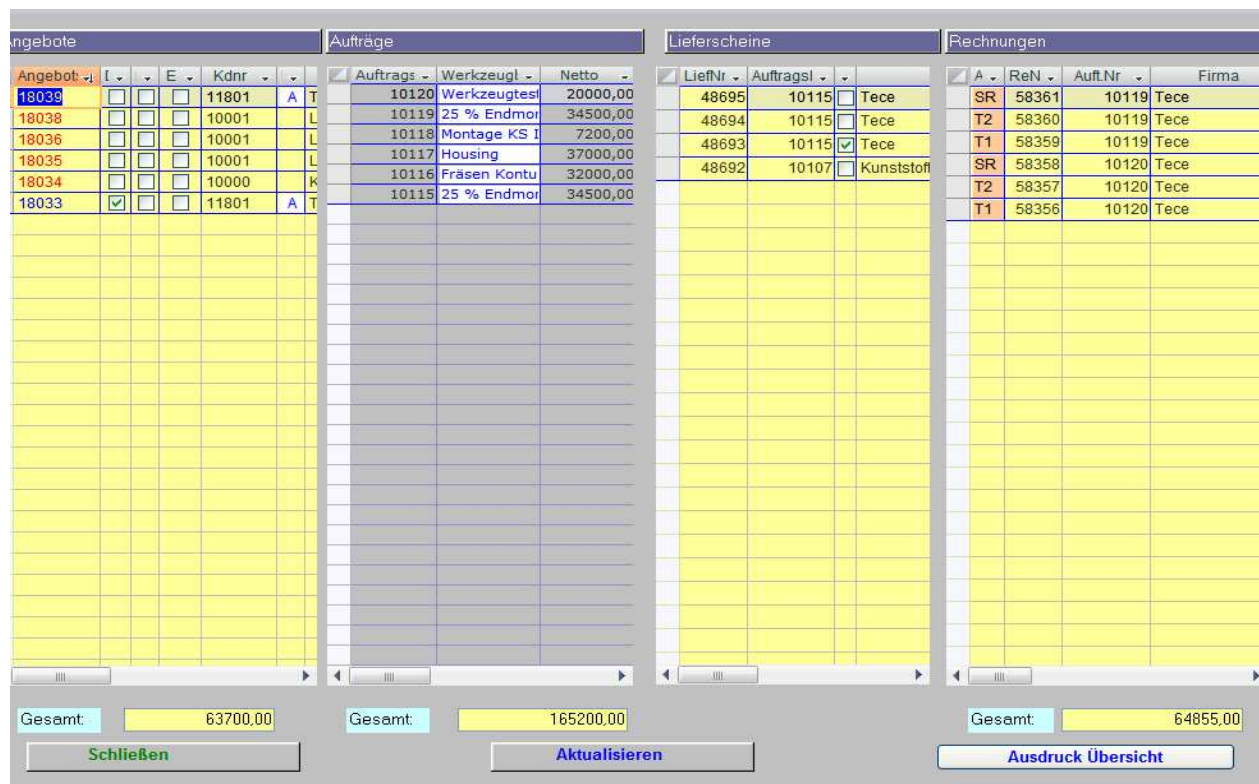 ngebote Aufträge Lieferscheine Rechnungen
Angebots E Kdnr Auftrags Werkzeugl Netto LiefNr Auftragsl A ReN Auft.Nr Firma
18039 11801 A T 10120 Werkzeugtest 20000,00 48695 10115 Tece SR 58361 10119 Tece
18038 10001 L 10119 25 % Endmor 34500,00 48694 10115 Tece T2 58360 10119 Tece
18036 10001 L 10118 Montage KS I 7200,00 48693 10115 Tece T1 58359 10119 Tece
18035 10001 L 10117 Housing 37000,00 48692 10107 Kunststoff SR 58358 10120 Tece
18034 10000 K 10116 Fräsen Kontu 32000,00 T2 58357 10120 Tece
18033 11801 A T 10115 25 % Endmor 34500,00 T1 58356 10120 Tece
Gesamt: 63700,00 Gesamt: 165200,00 Gesamt: 64855,00
Schließen Aktualisieren Ausdruck Übersicht